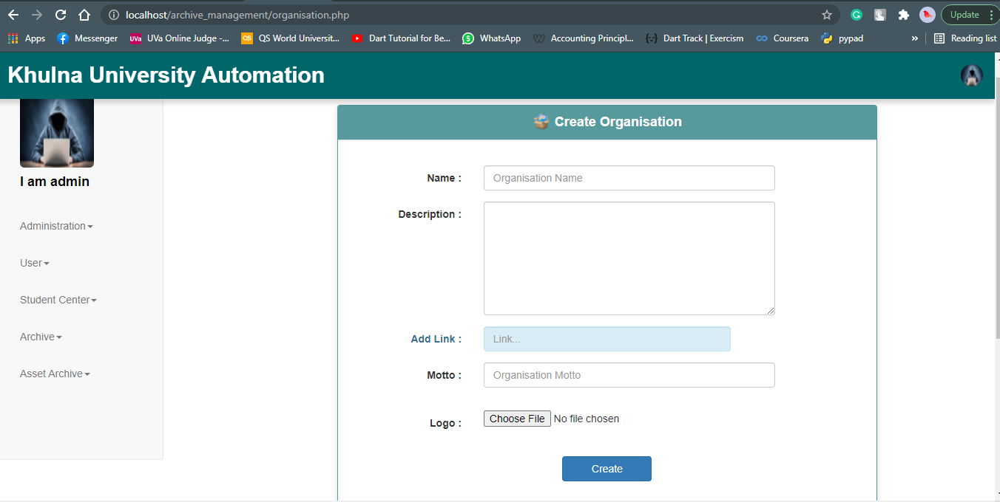 localhost/archive_management/organisation.php
Update
Apps Messenger UVa Online Judge -... QS World Universit... Dart Tutorial for Be... WhatsApp Accounting Principl... Dart Track | Exercism Coursera pypad » Reading list
Khulna University Automation
I am admin
Administration
User
Student Center
Archive
Asset Archive
Create Organisation
Name : Organisation Name
Description :
Add Link : Link...
Motto : Organisation Motto
Logo : Choose File No file chosen
Create